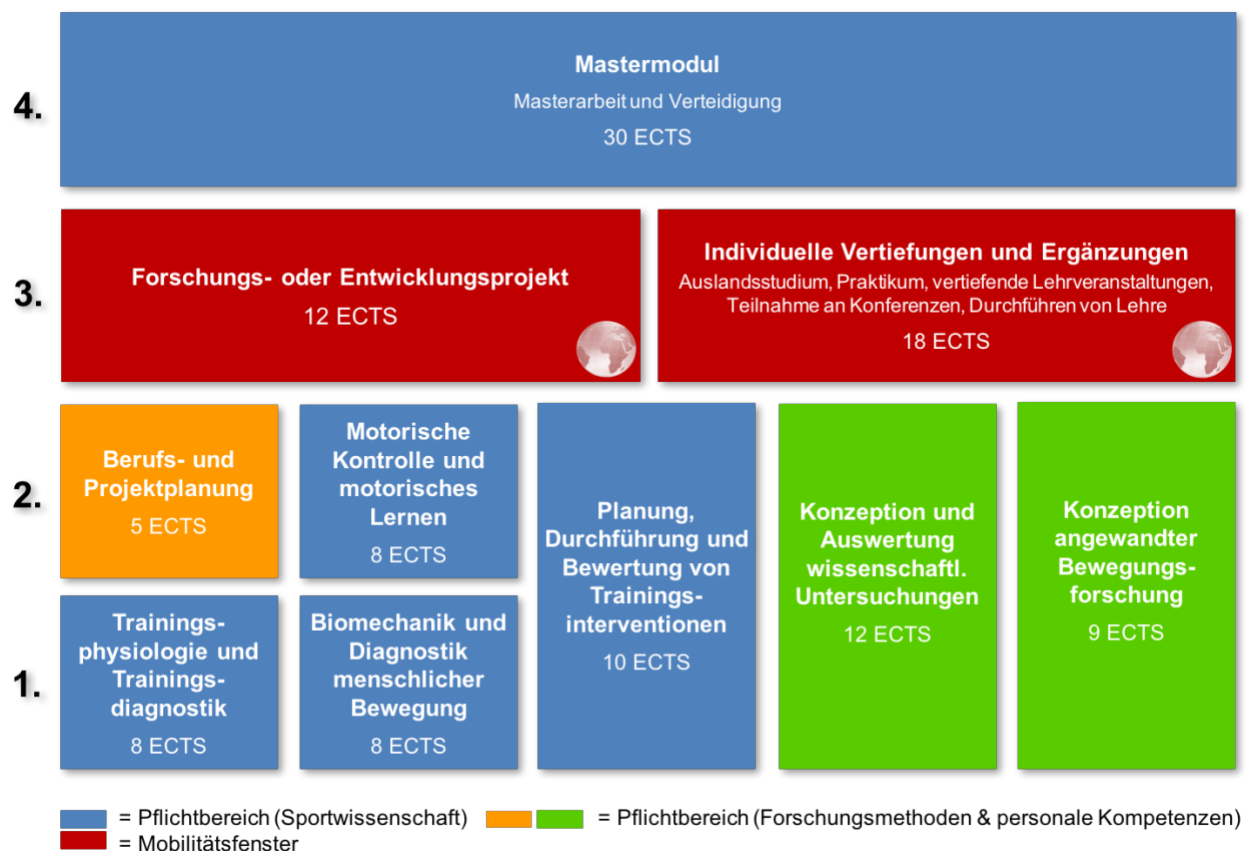 4.
Mastermodul
Masterarbeit und Verteidigung
30 ECTS
3.
Forschungs- oder Entwicklungsprojekt
12 ECTS
Individuelle Vertiefungen und Ergänzungen
Auslandsstudium, Praktikum, vertiefende Lehrveranstaltungen,
Teilnahme an Konferenzen, Durchführen von Lehre
18 ECTS
2.
Berufs- und
Projektplanung
5 ECTS
Motorische
Kontrolle und
motorisches
Lernen
8 ECTS
Planung,
Durchführung und
Bewertung von
Trainings-
interventionen
10 ECTS
Konzeption und
Auswertung
wissenschaftl.
Untersuchungen
12 ECTS
Konzeption
angewandter
Bewegungs-
forschung
9 ECTS
1.
Trainings-
physiologie und
Trainings-
diagnostik
8 ECTS
Biomechanik und
Diagnostik
menschlicher
Bewegung
8 ECTS
= Pflichtbereich (Sportwissenschaft)
= Pflichtbereich (Forschungsmethoden & personale Kompetenzen)
= Mobilitätsfenster